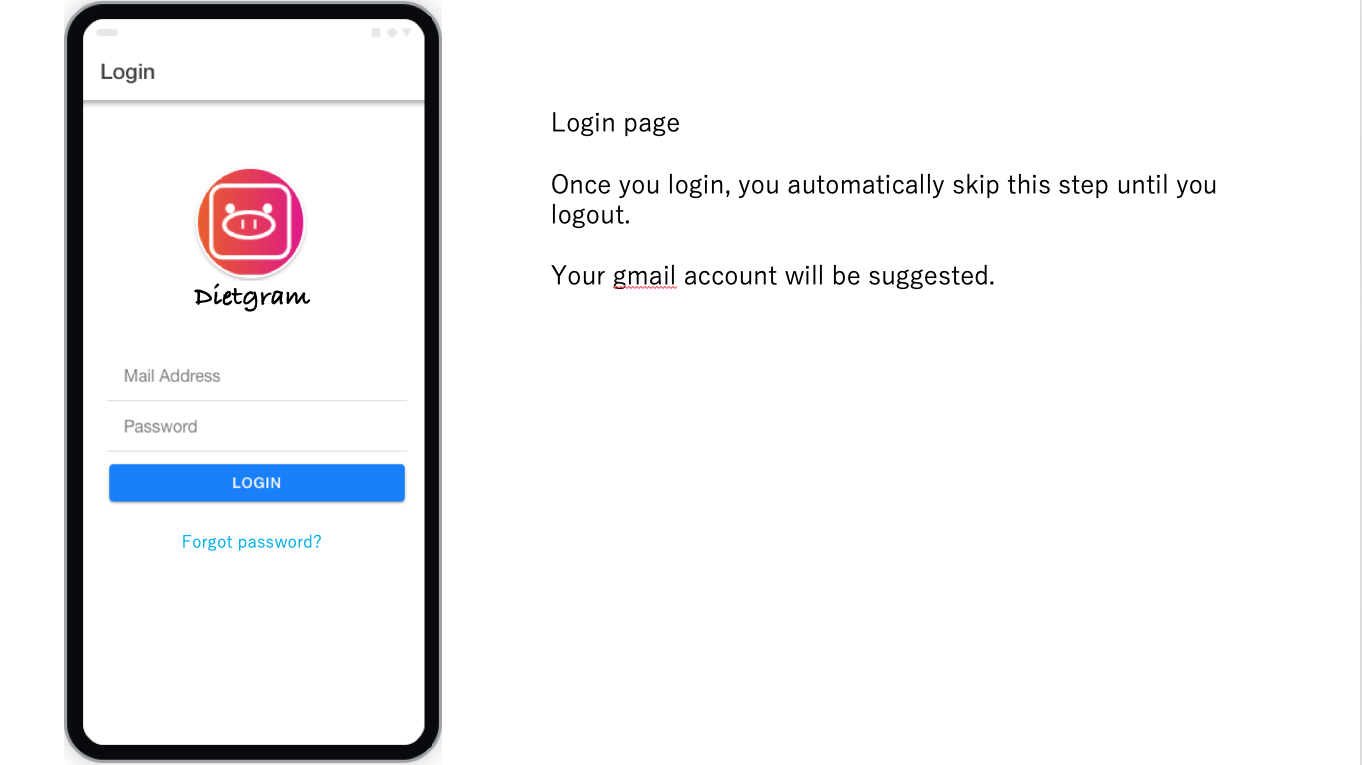 Login
Dietgram
Mail Address
Password
LOGIN
Forgot password?
Login page
Once you login, you automatically skip this step until you
logout.
Your gmail account will be suggested.